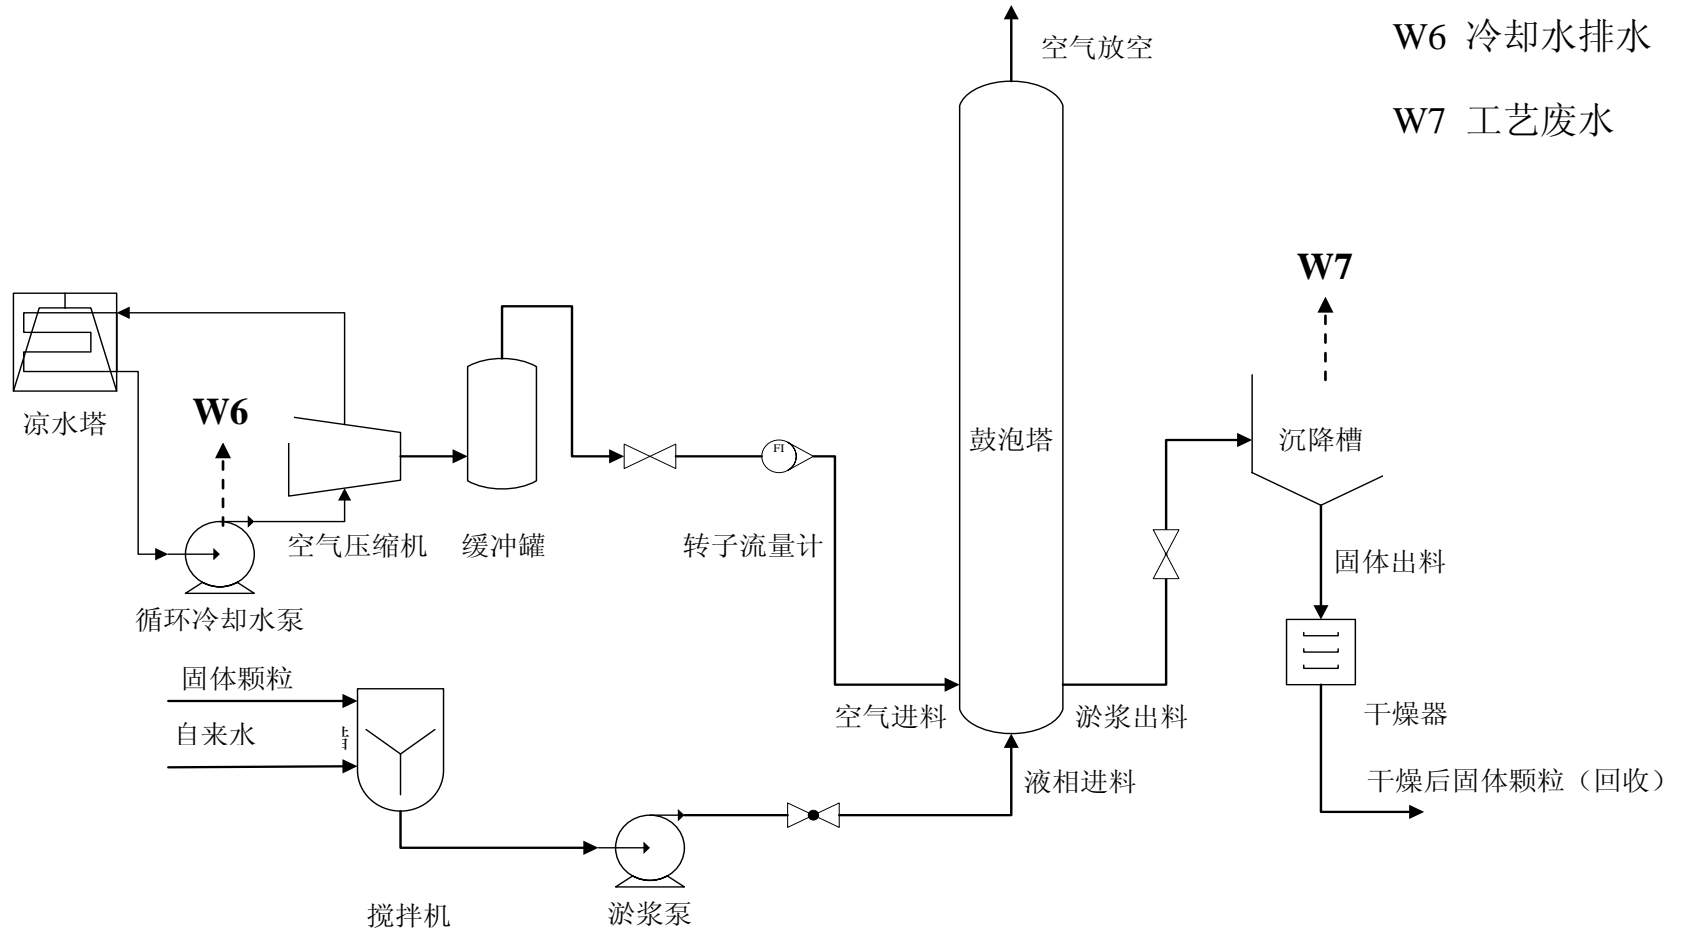 空气放空
W6 冷却水排水
W7 工艺废水
W7
凉水塔
W6
鼓泡塔
沉降槽
FI
空气压缩机
缓冲罐
转子流量计
固体出料
循环冷却水泵
固体颗粒
自来水
空气进料
淤浆出料
干燥器
液相进料
干燥后固体颗粒（回收）
搅拌机
淤浆泵